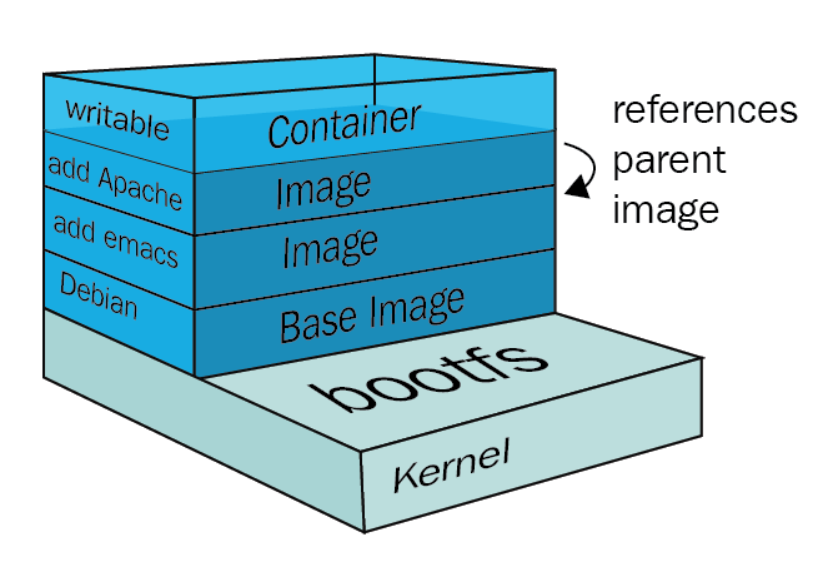 writable
Container
references
parent
image
add Apache
Image
add emacs
Image
Debian
Base Image
bootfs
Kernel